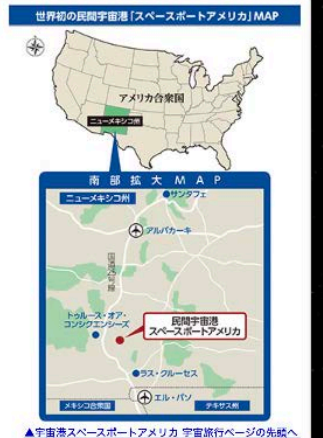 世界初の民間宇宙港「スペースポートアメリカ」MAP
アメリカ合衆国
ニューメキシコ州
南部拡大MAP
ニューメキシコ州
サンタフェ
アルバカーキ
国道25号線
トゥルース・オア・
コンシクエンシーズ
民間宇宙港
スペースポートアメリカ
ラス・クルーセス
エル・パソ
メキシコ合衆国
テキサス州
▲宇宙港スペースポートアメリカ 宇宙旅行ページの先頭へ